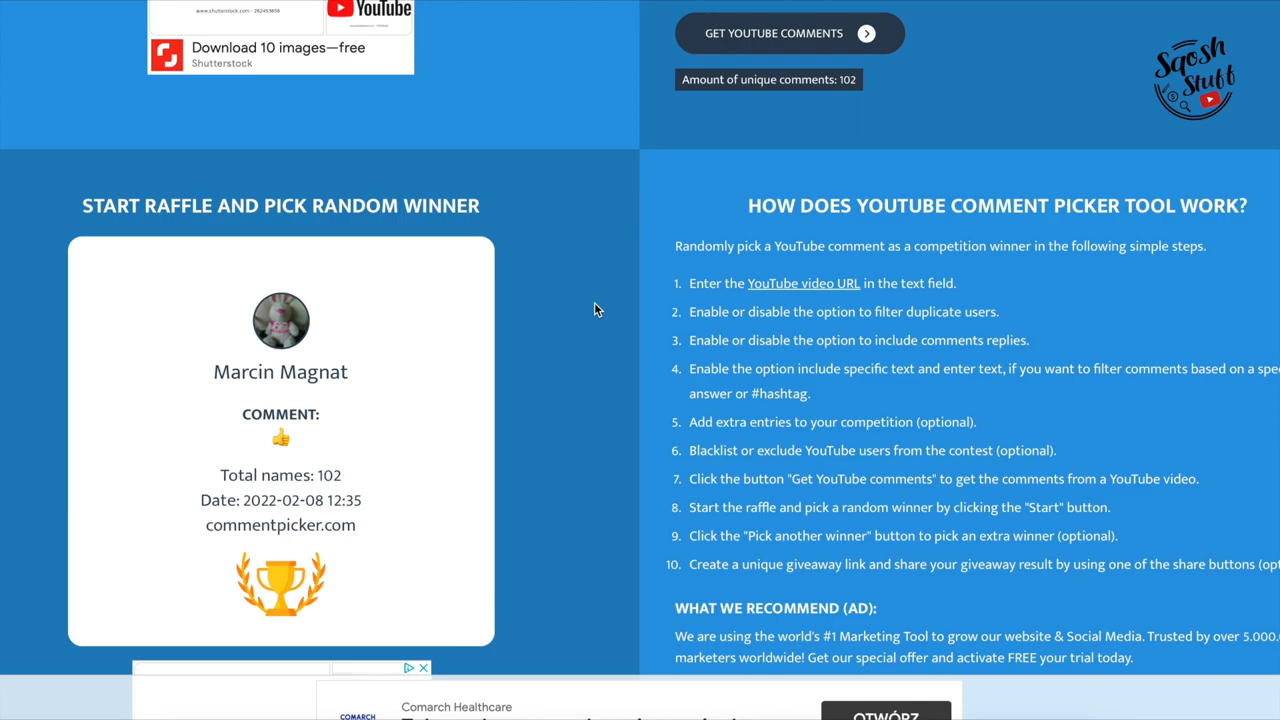 www.shutterstock.com · 262453656
YouTube
Download 10 images—free
Shutterstock
GET YOUTUBE COMMENTS
Amount of unique comments: 102
Sqosh
Stuff
START RAFFLE AND PICK RANDOM WINNER
Marcin Magnat
COMMENT:
👍
Total names: 102
Date: 2022-02-08 12:35
commentpicker.com
HOW DOES YOUTUBE COMMENT PICKER TOOL WORK?
Randomly pick a YouTube comment as a competition winner in the following simple steps.
1. Enter the YouTube video URL in the text field.
2. Enable or disable the option to filter duplicate users.
3. Enable or disable the option to include comments replies.
4. Enable the option include specific text and enter text, if you want to filter comments based on a spe
answer or #hashtag.
5. Add extra entries to your competition (optional).
6. Blacklist or exclude YouTube users from the contest (optional).
7. Click the button "Get YouTube comments" to get the comments from a YouTube video.
8. Start the raffle and pick a random winner by clicking the "Start" button.
9. Click the "Pick another winner" button to pick an extra winner (optional).
10. Create a unique giveaway link and share your giveaway result by using one of the share buttons (opt
WHAT WE RECOMMEND (AD):
We are using the world's #1 Marketing Tool to grow our website & Social Media. Trusted by over 5.000.0
marketers worldwide! Get our special offer and activate FREE your trial today.
Comarch Healthcare
COMARCH
OTWÓRZ